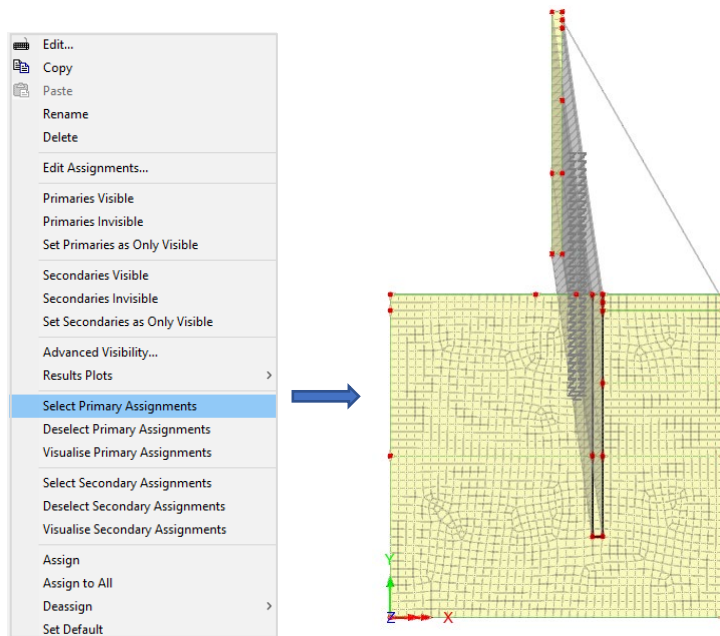 Edit...
Copy
Paste
Rename
Delete
Edit Assignments...
Primaries Visible
Primaries Invisible
Set Primaries as Only Visible
Secondaries Visible
Secondaries Invisible
Set Secondaries as Only Visible
Advanced Visibility...
Results Plots
Select Primary Assignments
Deselect Primary Assignments
Visualise Primary Assignments
Select Secondary Assignments
Deselect Secondary Assignments
Visualise Secondary Assignments
Assign
Assign to All
Deassign
Set Default
Y
Z X